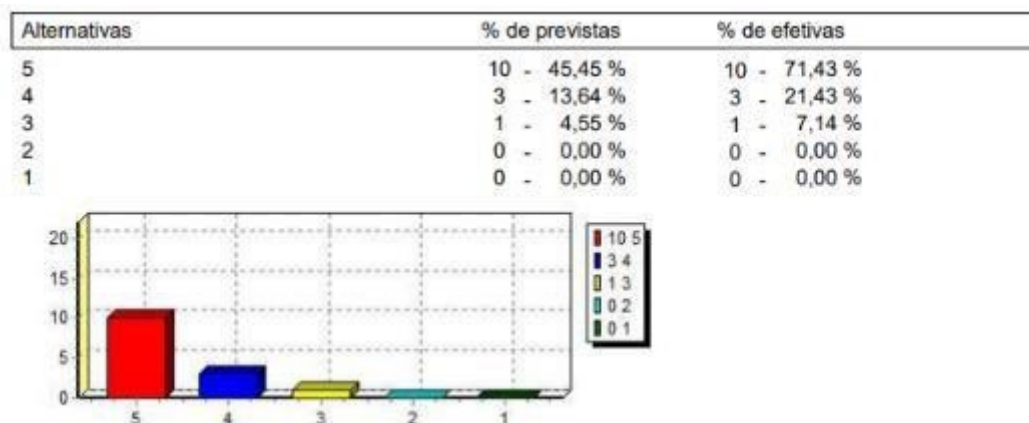 Alternativas % de previstas % de efetivas
5 10 - 45,45 % 10 - 71,43 %
4 3 - 13,64 % 3 - 21,43 %
3 1 - 4,55 % 1 - 7,14 %
2 0 - 0,00 % 0 - 0,00 %
1 0 - 0,00 % 0 - 0,00 %
20
15
10
5
0
5 4 3 2 1
10 5
3 4
1 3
0 2
0 1